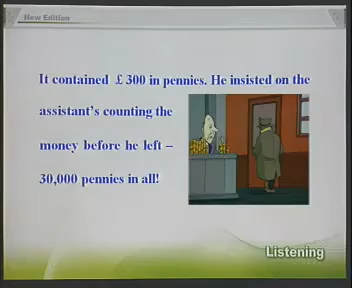 New Edition
It contained £ 300 in pennies. He insisted on the
assistant's counting the
money before he left –
30,000 pennies in all!
Listening